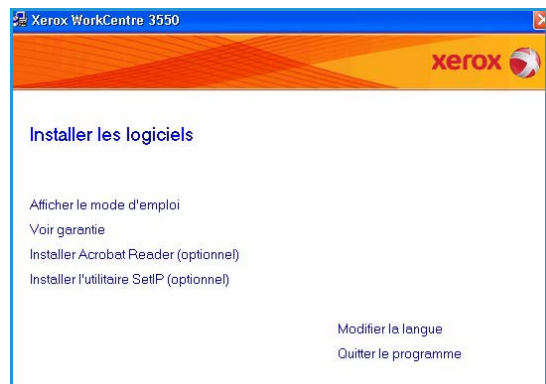 Xerox WorkCentre 3550
xerox
Installer les logiciels
Afficher le mode d'emploi
Voir garantie
Installer Acrobat Reader (optionnel)
Installer l'utilitaire SetIP (optionnel)
Modifier la langue
Quitter le programme